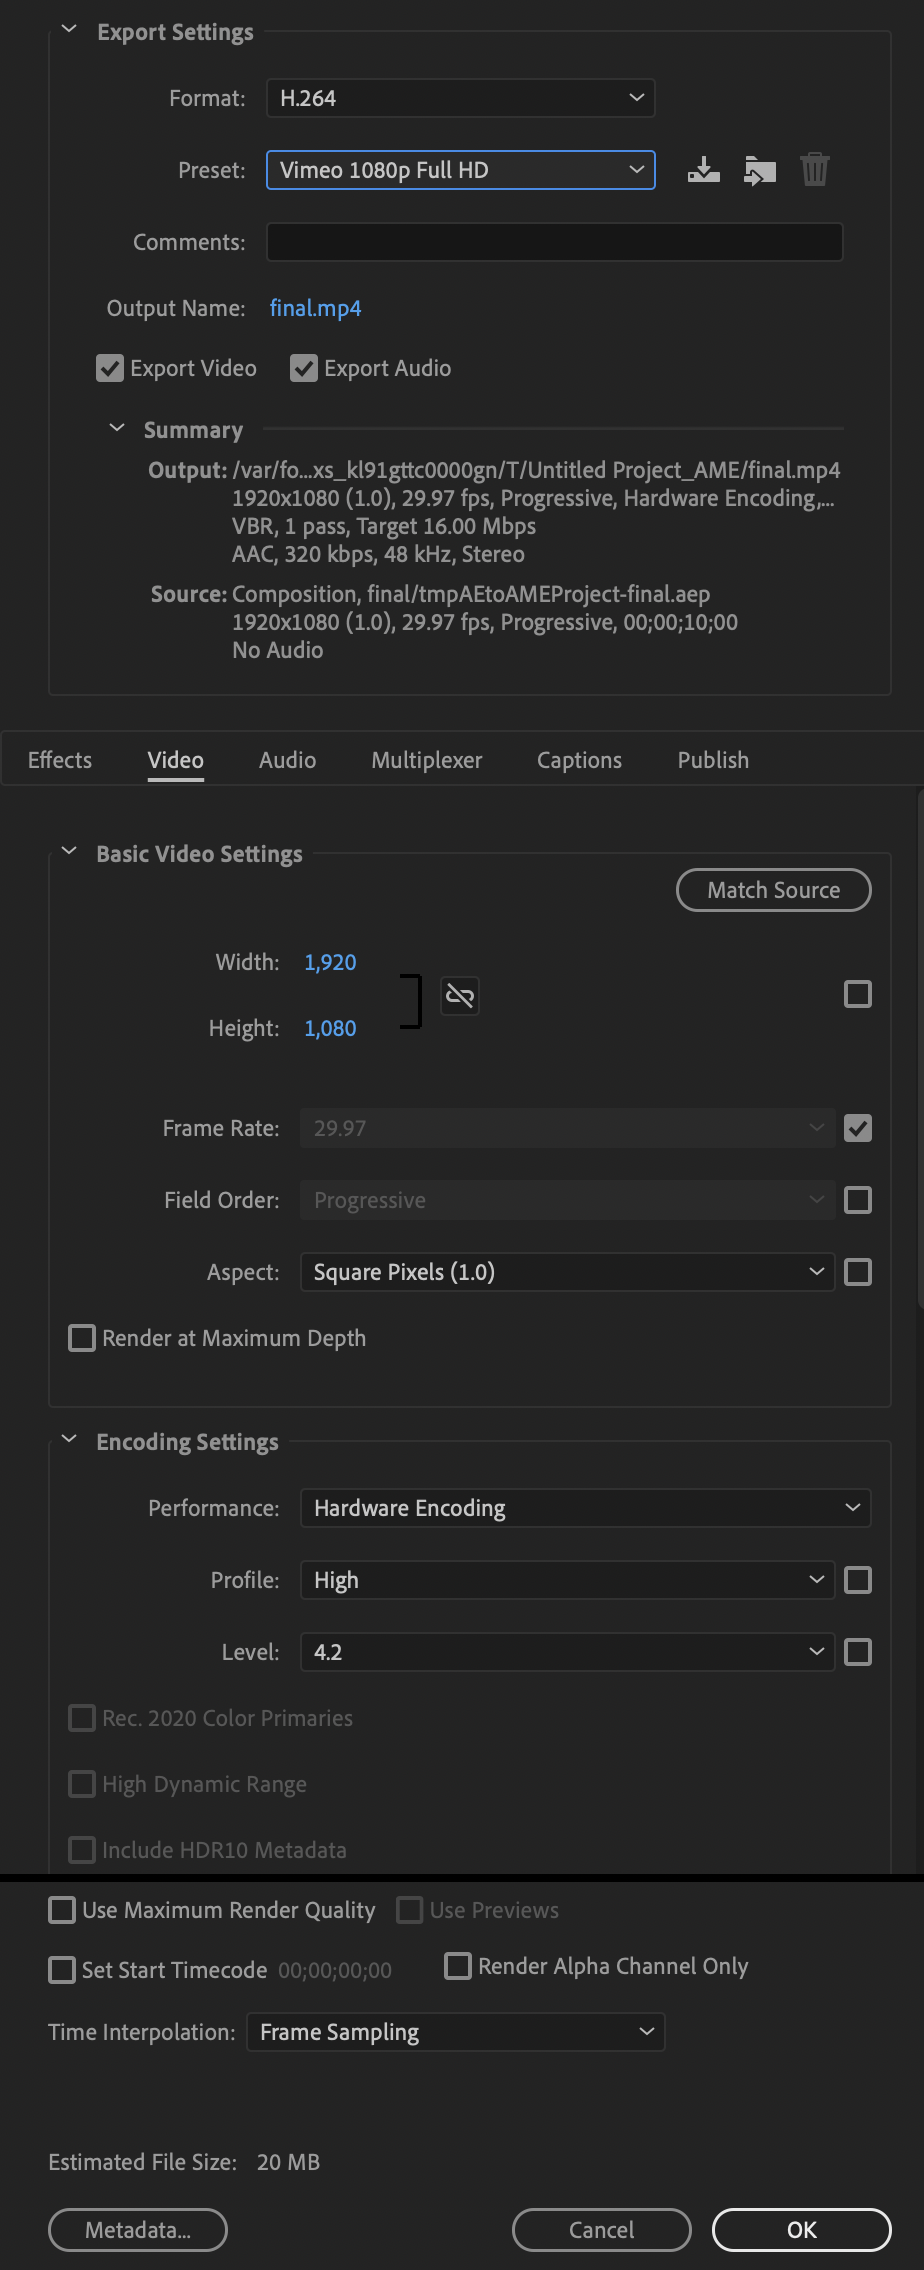 Export Settings
Format: H.264
Preset: Vimeo 1080p Full HD
Comments:
Output Name: final.mp4
Export Video Export Audio
Summary
Output: /var/fo...xs_kl91gttc0000gn/T/Untitled Project_AME/final.mp4
1920x1080 (1.0), 29.97 fps, Progressive, Hardware Encoding,...
VBR, 1 pass, Target 16.00 Mbps
AAC, 320 kbps, 48 kHz, Stereo
Source: Composition, final/tmpAEtoAMEProject-final.aep
1920x1080 (1.0), 29.97 fps, Progressive, 00;00;10;00
No Audio
Effects Video Audio Multiplexer Captions Publish
Basic Video Settings
Match Source
Width: 1,920
Height: 1,080
Frame Rate: 29.97
Field Order: Progressive
Aspect: Square Pixels (1.0)
Render at Maximum Depth
Encoding Settings
Performance: Hardware Encoding
Profile: High
Level: 4.2
Rec. 2020 Color Primaries
High Dynamic Range
Include HDR10 Metadata
Use Maximum Render Quality Use Previews
Set Start Timecode 00;00;00;00 Render Alpha Channel Only
Time Interpolation: Frame Sampling
Estimated File Size: 20 MB
Metadata... Cancel OK